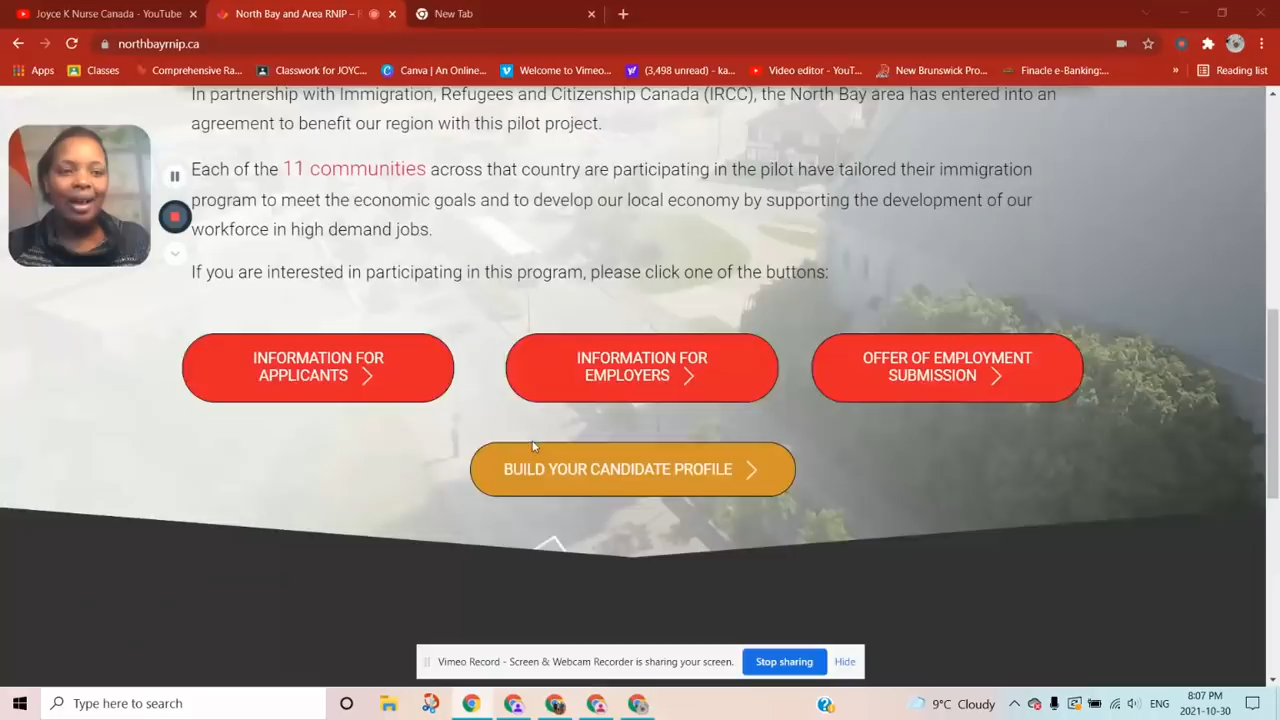 Joyce K Nurse Canada - YouTube
North Bay and Area RNIP – F
New Tab
northbayrnip.ca
Apps
Classes
Comprehensive Ra...
Classwork for JOYC...
Canva | An Online...
Welcome to Vimeo...
(3,498 unread) - ka...
Video editor - YouT...
New Brunswick Pro...
Finacle e-Banking:...
»
Reading list
In partnership with Immigration, Refugees and Citizenship Canada (IRCC), the North Bay area has entered into an
agreement to benefit our region with this pilot project.
Each of the 11 communities across that country are participating in the pilot have tailored their immigration
program to meet the economic goals and to develop our local economy by supporting the development of our
workforce in high demand jobs.
If you are interested in participating in this program, please click one of the buttons:
INFORMATION FOR
APPLICANTS
INFORMATION FOR
EMPLOYERS
OFFER OF EMPLOYMENT
SUBMISSION
BUILD YOUR CANDIDATE PROFILE
Vimeo Record - Screen & Webcam Recorder is sharing your screen.
Stop sharing
Hide
Type here to search
9°C Cloudy
ENG
8:07 PM
2021-10-30